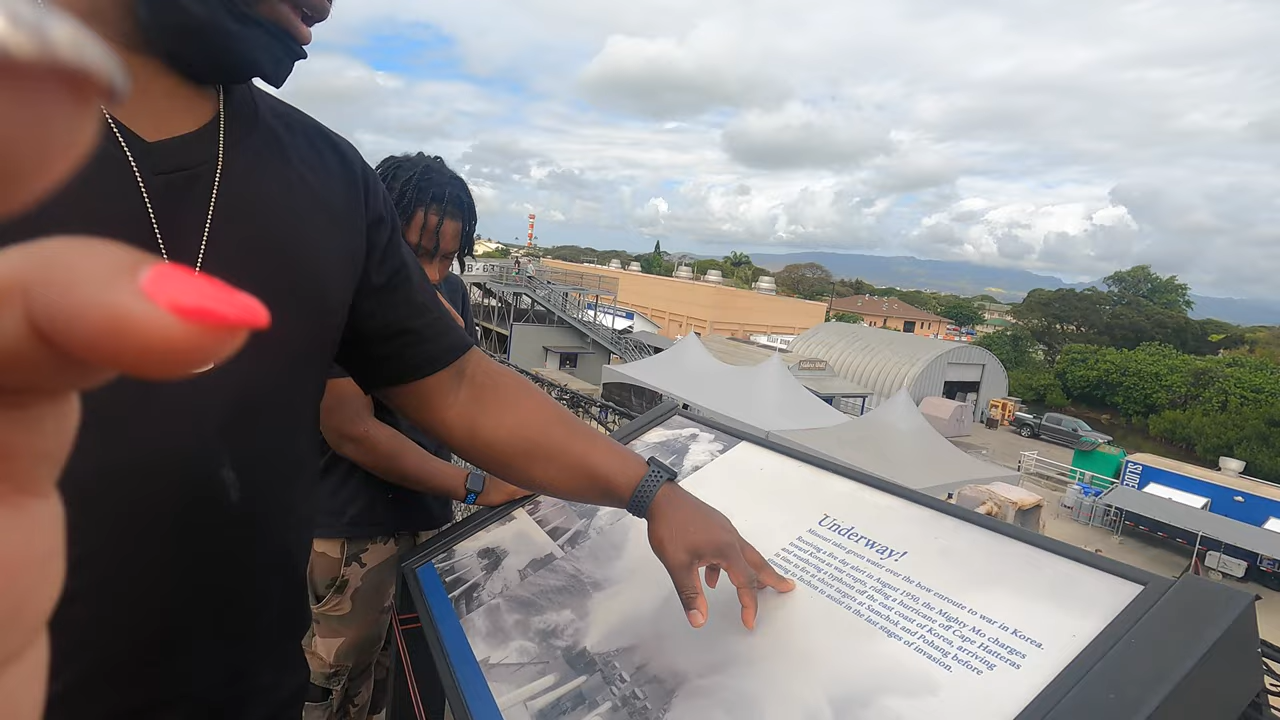 B-63
Underway!
Missouri takes green water over the bow enroute to war in Korea.
Receiving a five day alert in August 1950, the Mighty Mo charges
toward Korea as war erupts, riding a hurricane off Cape Hatteras
and weathering a typhoon off the east coast of Korea, arriving
in time to fire at shore targets at Samchok and Pohang before
steaming to Inchon to assist in the last stages of invasion.
SLIDE